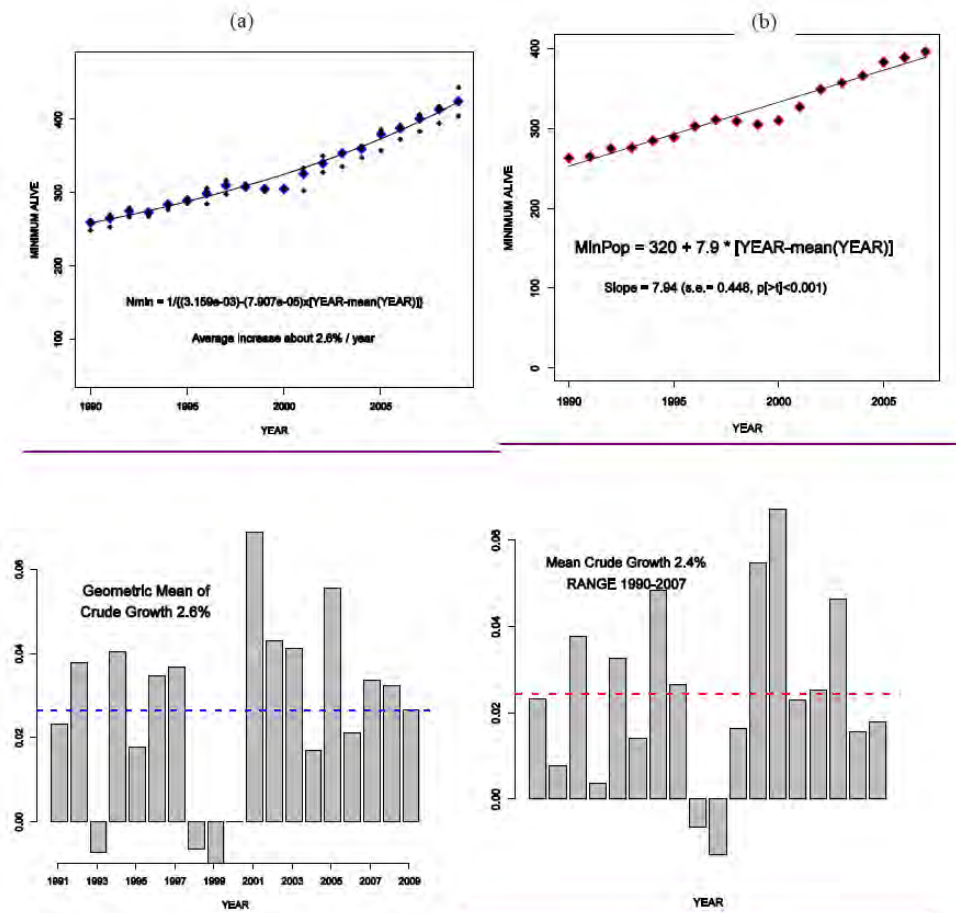 (a)
400
300
200
100
MINIMUM ALIVE
Nmin = 1/{(3.159e-03)-(7.907e-05)x[YEAR-mean(YEAR)]}
Average increase about 2.6% / year
1990 1995 2000 2005
YEAR
(b)
400
300
200
100
0
MINIMUM ALIVE
MinPop = 320 + 7.9 * [YEAR-mean(YEAR)]
Slope = 7.94 (s.e.= 0.448, p[>t]<0.001)
1990 1995 2000 2005
YEAR
0.06
0.04
0.02
0.00
Geometric Mean of
Crude Growth 2.6%
1991 1993 1995 1997 1999 2001 2003 2005 2007 2009
YEAR
0.06
0.04
0.02
0.00
Mean Crude Growth 2.4%
RANGE 1990-2007
YEAR